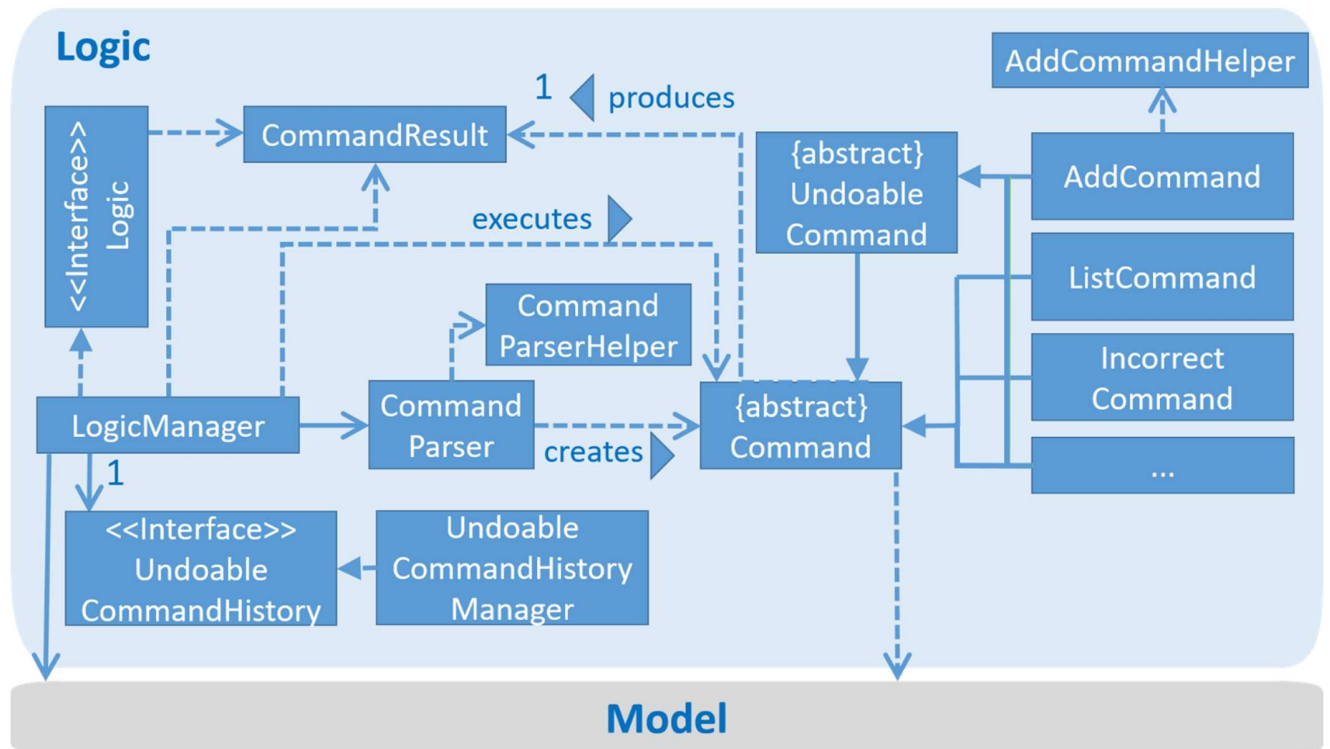 Logic
AddCommandHelper
1
produces
<<Interface>>
Logic
CommandResult
{abstract}
Undoable
Command
AddCommand
executes
ListCommand
Command
ParserHelper
Incorrect
Command
LogicManager
Command
Parser
creates
{abstract}
Command
...
1
<<Interface>>
Undoable
CommandHistory
Undoable
CommandHistory
Manager
Model